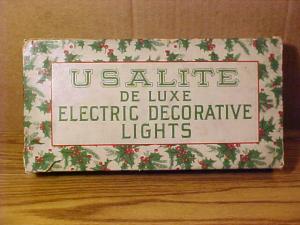 USALITE
DE LUXE
ELECTRIC DECORATIVE
LIGHTS